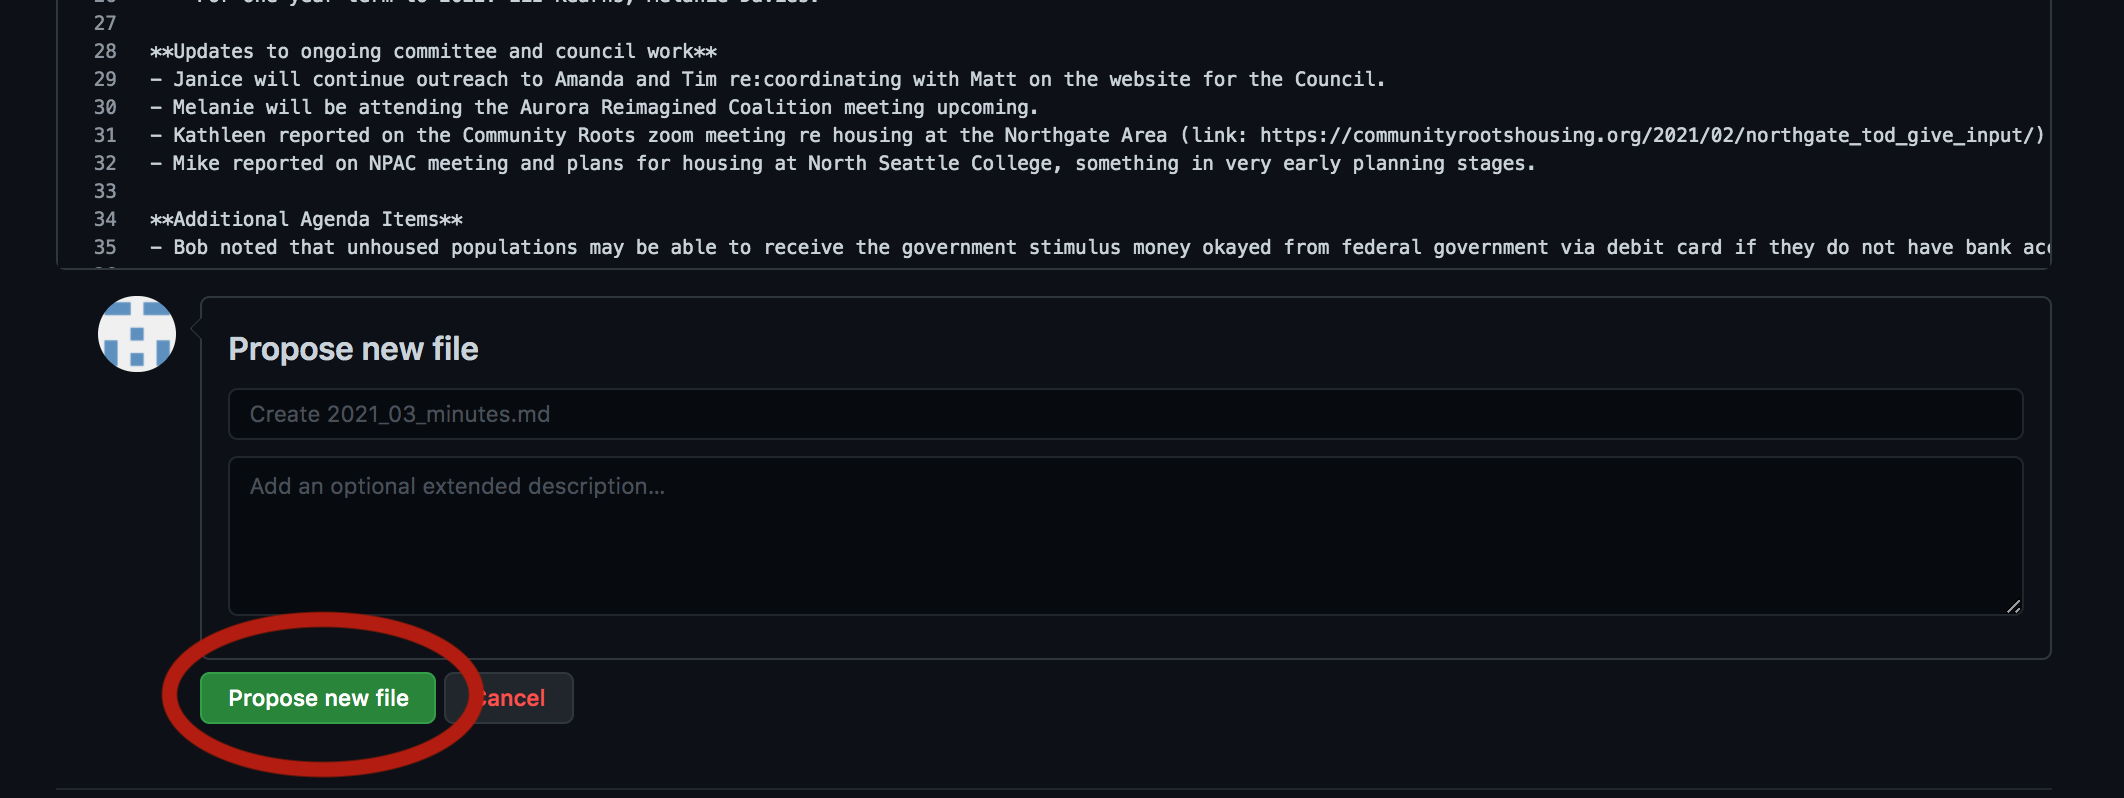 27
28 **Updates to ongoing committee and council work**
29 - Janice will continue outreach to Amanda and Tim re:coordinating with Matt on the website for the Council.
30 - Melanie will be attending the Aurora Reimagined Coalition meeting upcoming.
31 - Kathleen reported on the Community Roots zoom meeting re housing at the Northgate Area (link: https://communityrootshousing.org/2021/02/northgate_tod_give_input/)
32 - Mike reported on NPAC meeting and plans for housing at North Seattle College, something in very early planning stages.
33
34 **Additional Agenda Items**
35 - Bob noted that unhoused populations may be able to receive the government stimulus money okayed from federal government via debit card if they do not have bank
Propose new file
Create 2021_03_minutes.md
Add an optional extended description...
Propose new file Cancel